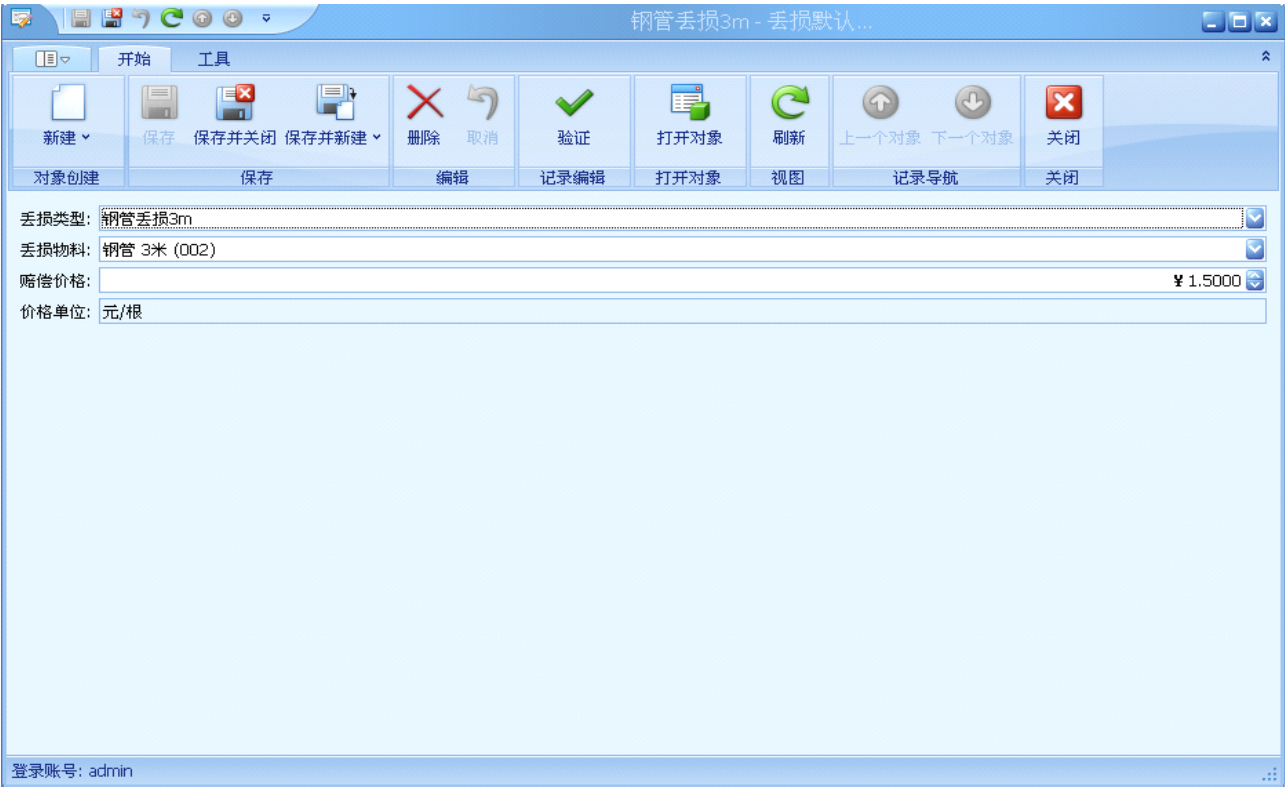 钢管丢损3m - 丢损默认...
开始 工具
新建 保存 保存并关闭 保存并新建 删除 取消 验证 打开对象 刷新 上一个对象 下一个对象 关闭
对象创建 保存 编辑 记录编辑 打开对象 视图 记录导航 关闭
丢损类型: 钢管丢损3m
丢损物料: 钢管 3米 (002)
赔偿价格: ¥ 1.5000
价格单位: 元/根
登录账号: admin